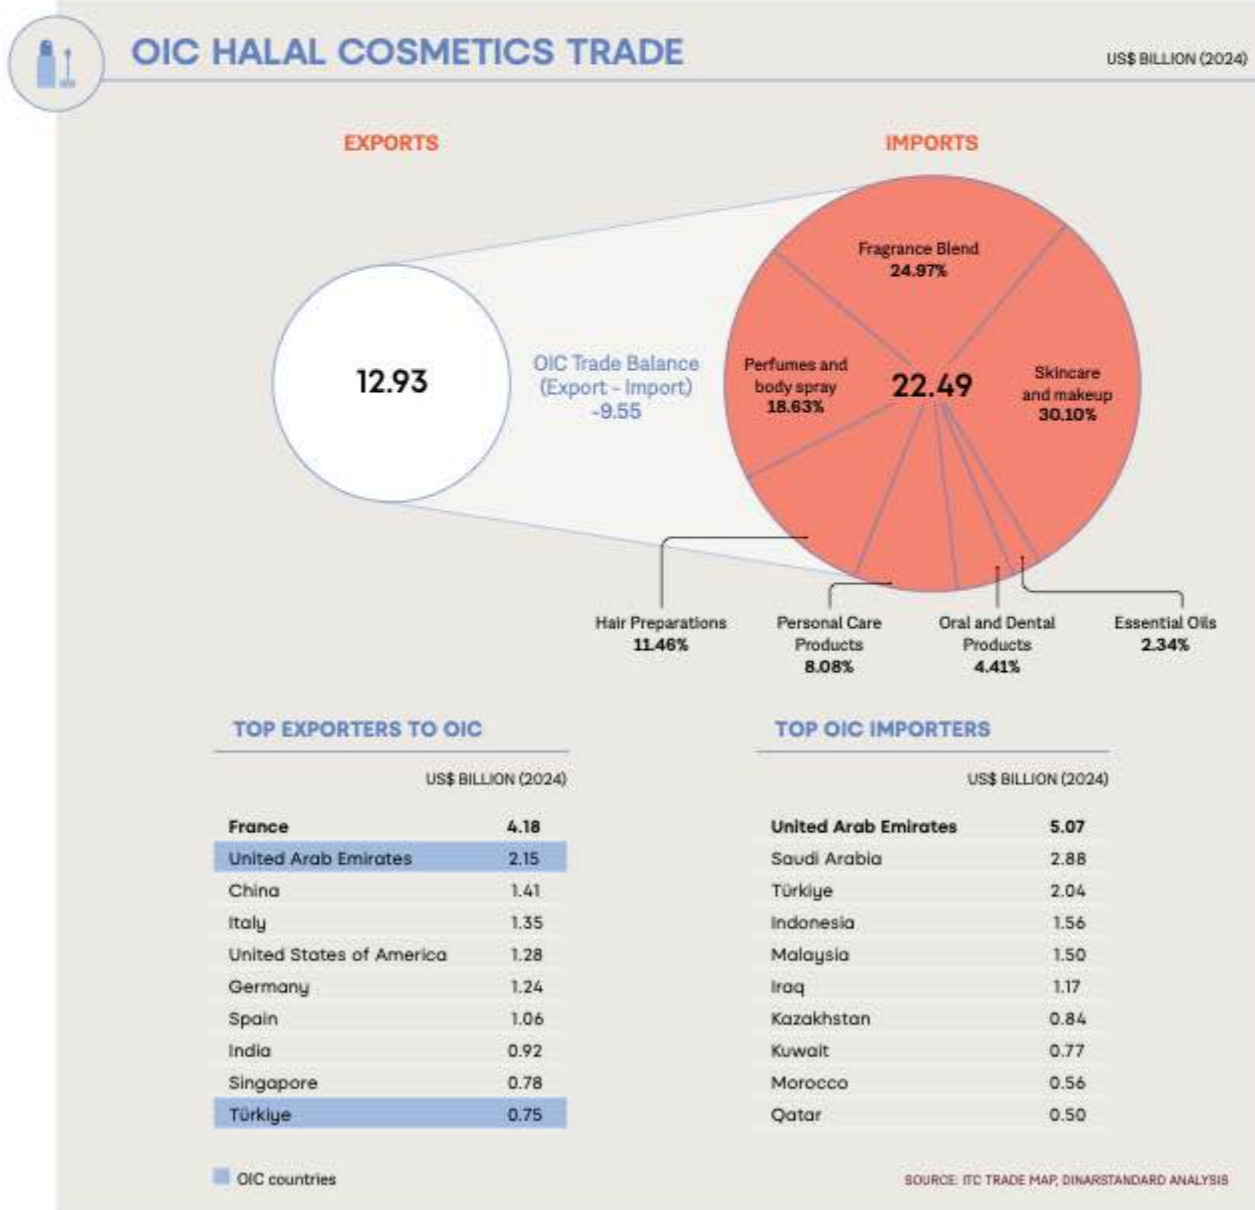 OIC HALAL COSMETICS TRADE
US$ BILLION (2024)
EXPORTS
IMPORTS
12.93
OIC Trade Balance
(Export - Import)
-9.55
22.49
Fragrance Blend
24.97%
Perfumes and
body spray
18.63%
Skincare
and makeup
30.10%
Hair Preparations
11.46%
Personal Care
Products
8.08%
Oral and Dental
Products
4.41%
Essential Oils
2.34%
TOP EXPORTERS TO OIC
US$ BILLION (2024)
France 4.18
United Arab Emirates 2.15
China 1.41
Italy 1.35
United States of America 1.28
Germany 1.24
Spain 1.06
India 0.92
Singapore 0.78
Türkiye 0.75
OIC countries
TOP OIC IMPORTERS
US$ BILLION (2024)
United Arab Emirates 5.07
Saudi Arabia 2.88
Türkiye 2.04
Indonesia 1.56
Malaysia 1.50
Iraq 1.17
Kazakhstan 0.84
Kuwait 0.77
Morocco 0.56
Qatar 0.50
SOURCE: ITC TRADE MAP, DINARSTANDARD ANALYSIS